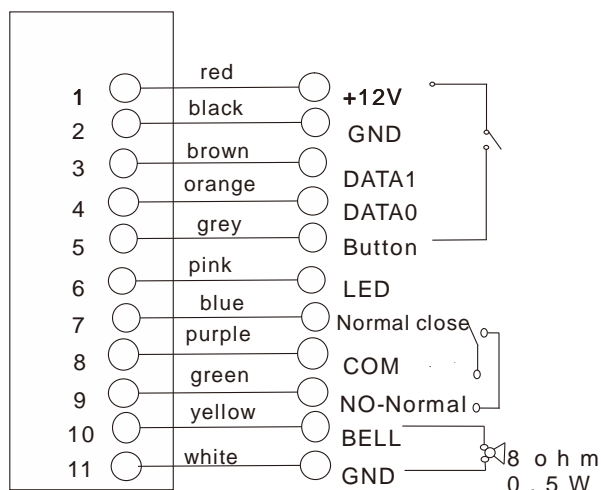 1 red +12V
2 black GND
3 brown DATA1
4 orange DATA0
5 grey Button
6 pink LED
7 blue Normal close
8 purple COM
9 green NO-Normal
10 yellow BELL
11 white GND
8 ohm
0.5W